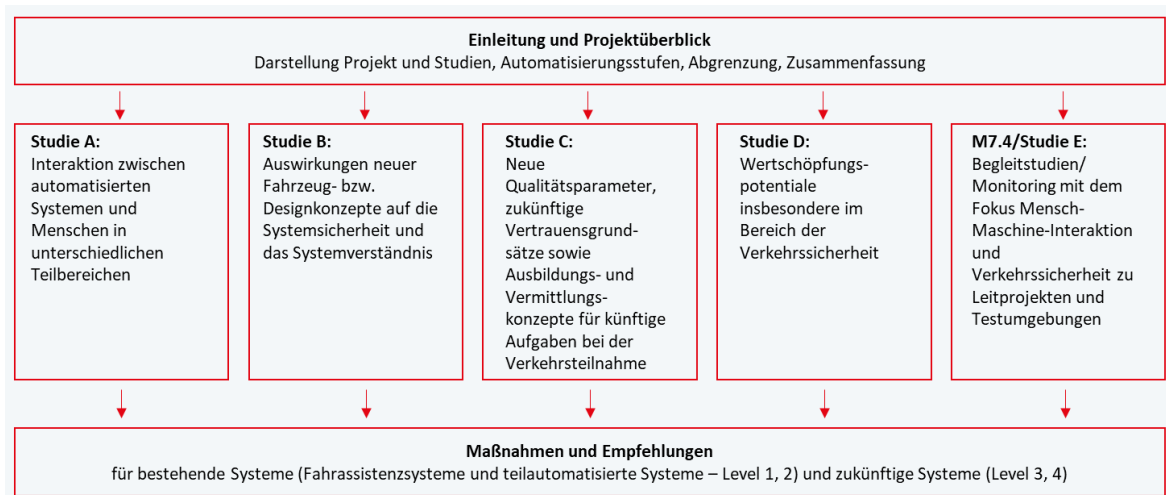 Einleitung und Projektüberblick
Darstellung Projekt und Studien, Automatisierungsstufen, Abgrenzung, Zusammenfassung
Studie A:
Interaktion zwischen
automatisierten
Systemen und
Menschen in
unterschiedlichen
Teilbereichen
Studie B:
Auswirkungen neuer
Fahrzeug- bzw.
Designkonzepte auf die
Systemsicherheit und
das Systemverständnis
Studie C:
Neue
Qualitätsparameter,
zukünftige
Vertrauensgrund-
sätze sowie
Ausbildungs- und
Vermittlungs-
konzepte für künftige
Aufgaben bei der
Verkehrsteilnahme
Studie D:
Wertschöpfungs-
potentiale
insbesondere im
Bereich der
Verkehrssicherheit
M7.4/Studie E:
Begleitstudien/
Monitoring mit dem
Fokus Mensch-
Maschine-Interaktion
und
Verkehrssicherheit zu
Leitprojekten und
Testumgebungen
Maßnahmen und Empfehlungen
für bestehende Systeme (Fahrassistenzsysteme und teilautomatisierte Systeme – Level 1, 2) und zukünftige Systeme (Level 3, 4)